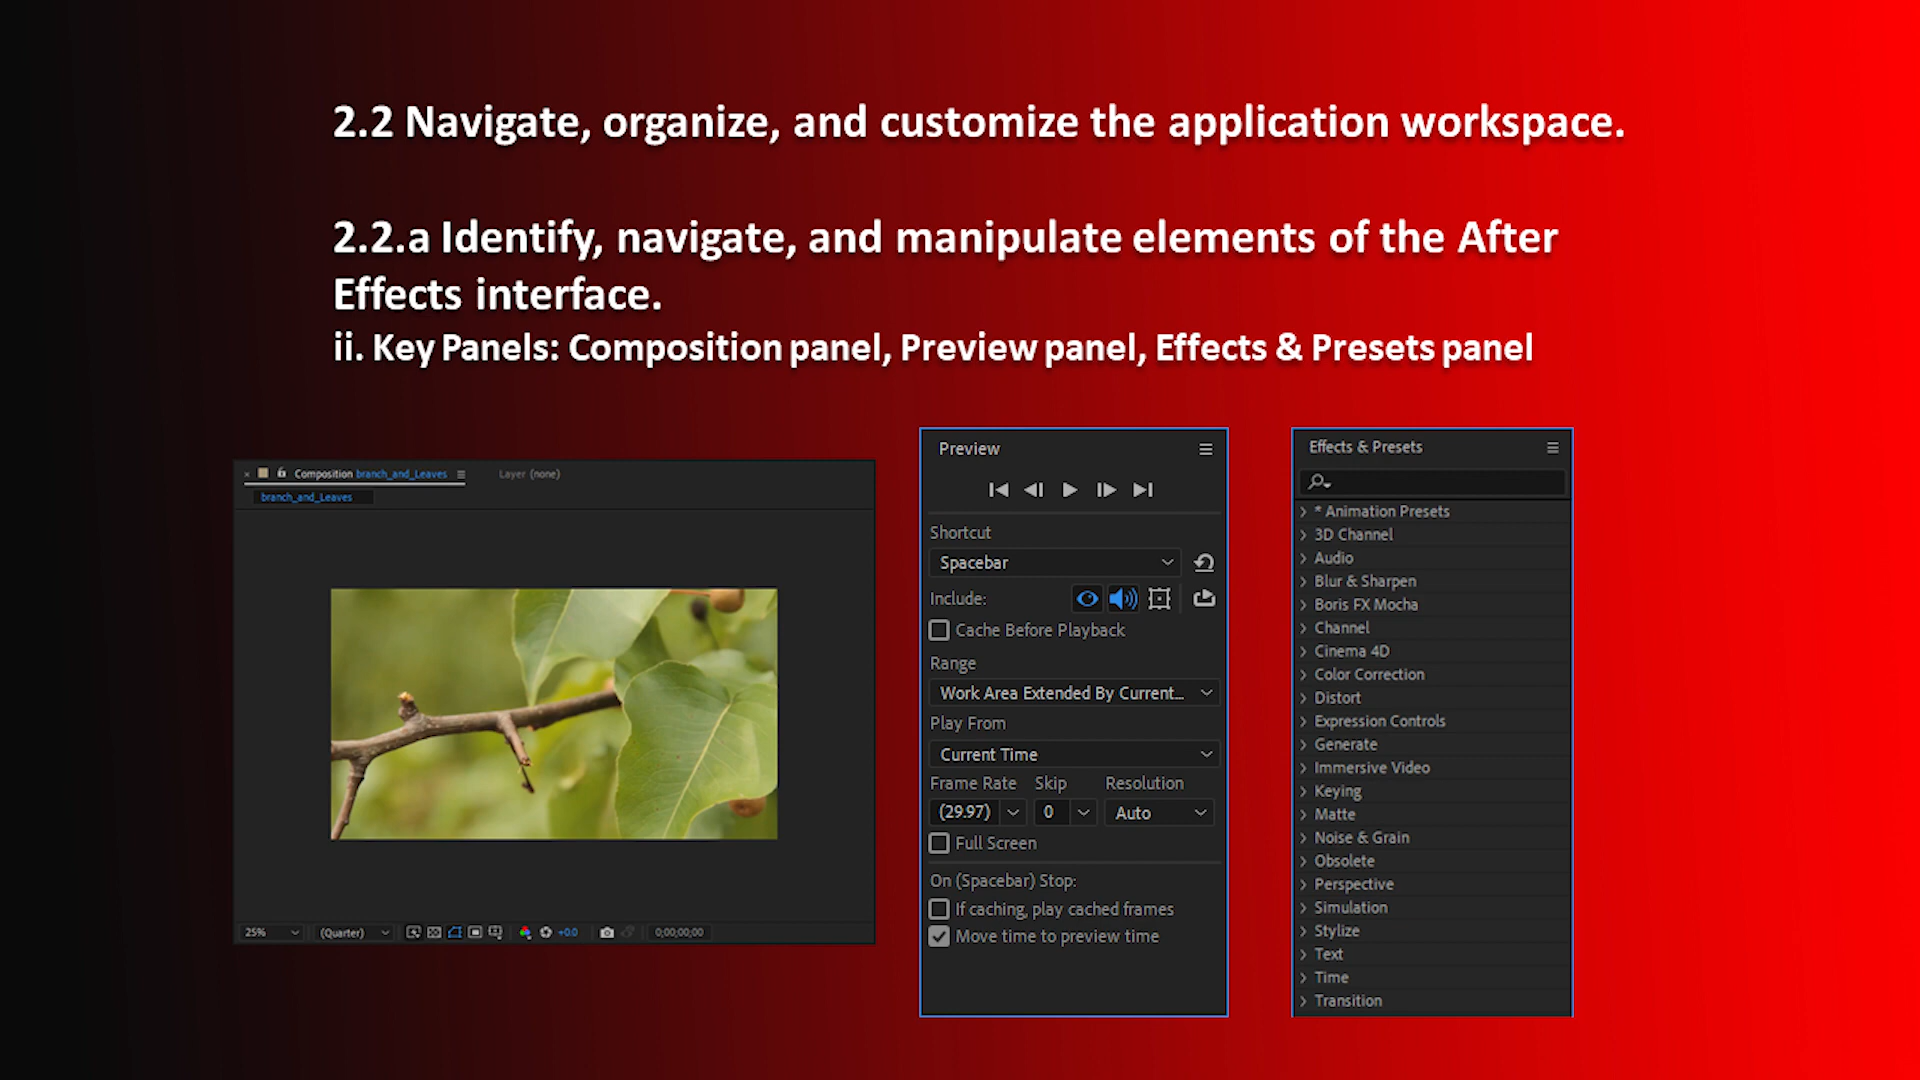 2.2 Navigate, organize, and customize the application workspace.
2.2.a Identify, navigate, and manipulate elements of the After
Effects interface.
ii. Key Panels: Composition panel, Preview panel, Effects & Presets panel
Composition branch_and_Leaves
Layer (none)
branch_and_Leaves
25%
(Quarter)
+0.0
0;00;00;00
Preview
Shortcut
Spacebar
Include:
Cache Before Playback
Range
Work Area Extended By Current...
Play From
Current Time
Frame Rate Skip Resolution
(29.97) 0 Auto
Full Screen
On (Spacebar) Stop:
If caching, play cached frames
Move time to preview time
Effects & Presets
* Animation Presets
3D Channel
Audio
Blur & Sharpen
Boris FX Mocha
Channel
Cinema 4D
Color Correction
Distort
Expression Controls
Generate
Immersive Video
Keying
Matte
Noise & Grain
Obsolete
Perspective
Simulation
Stylize
Text
Time
Transition